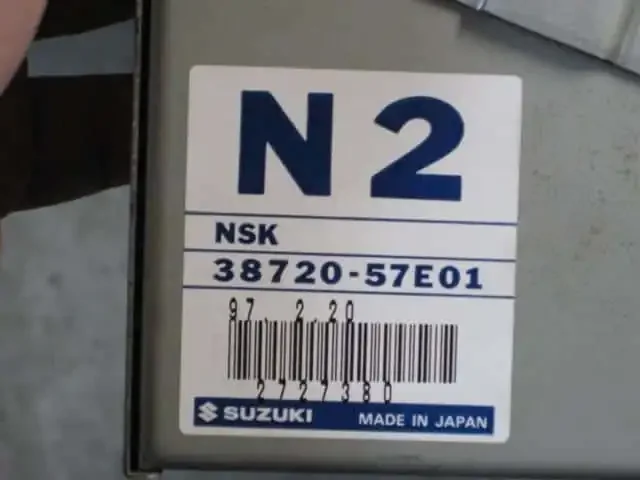 N2
NSK
38720-57E01
97. 2.20
2727380
SUZUKI MADE IN JAPAN